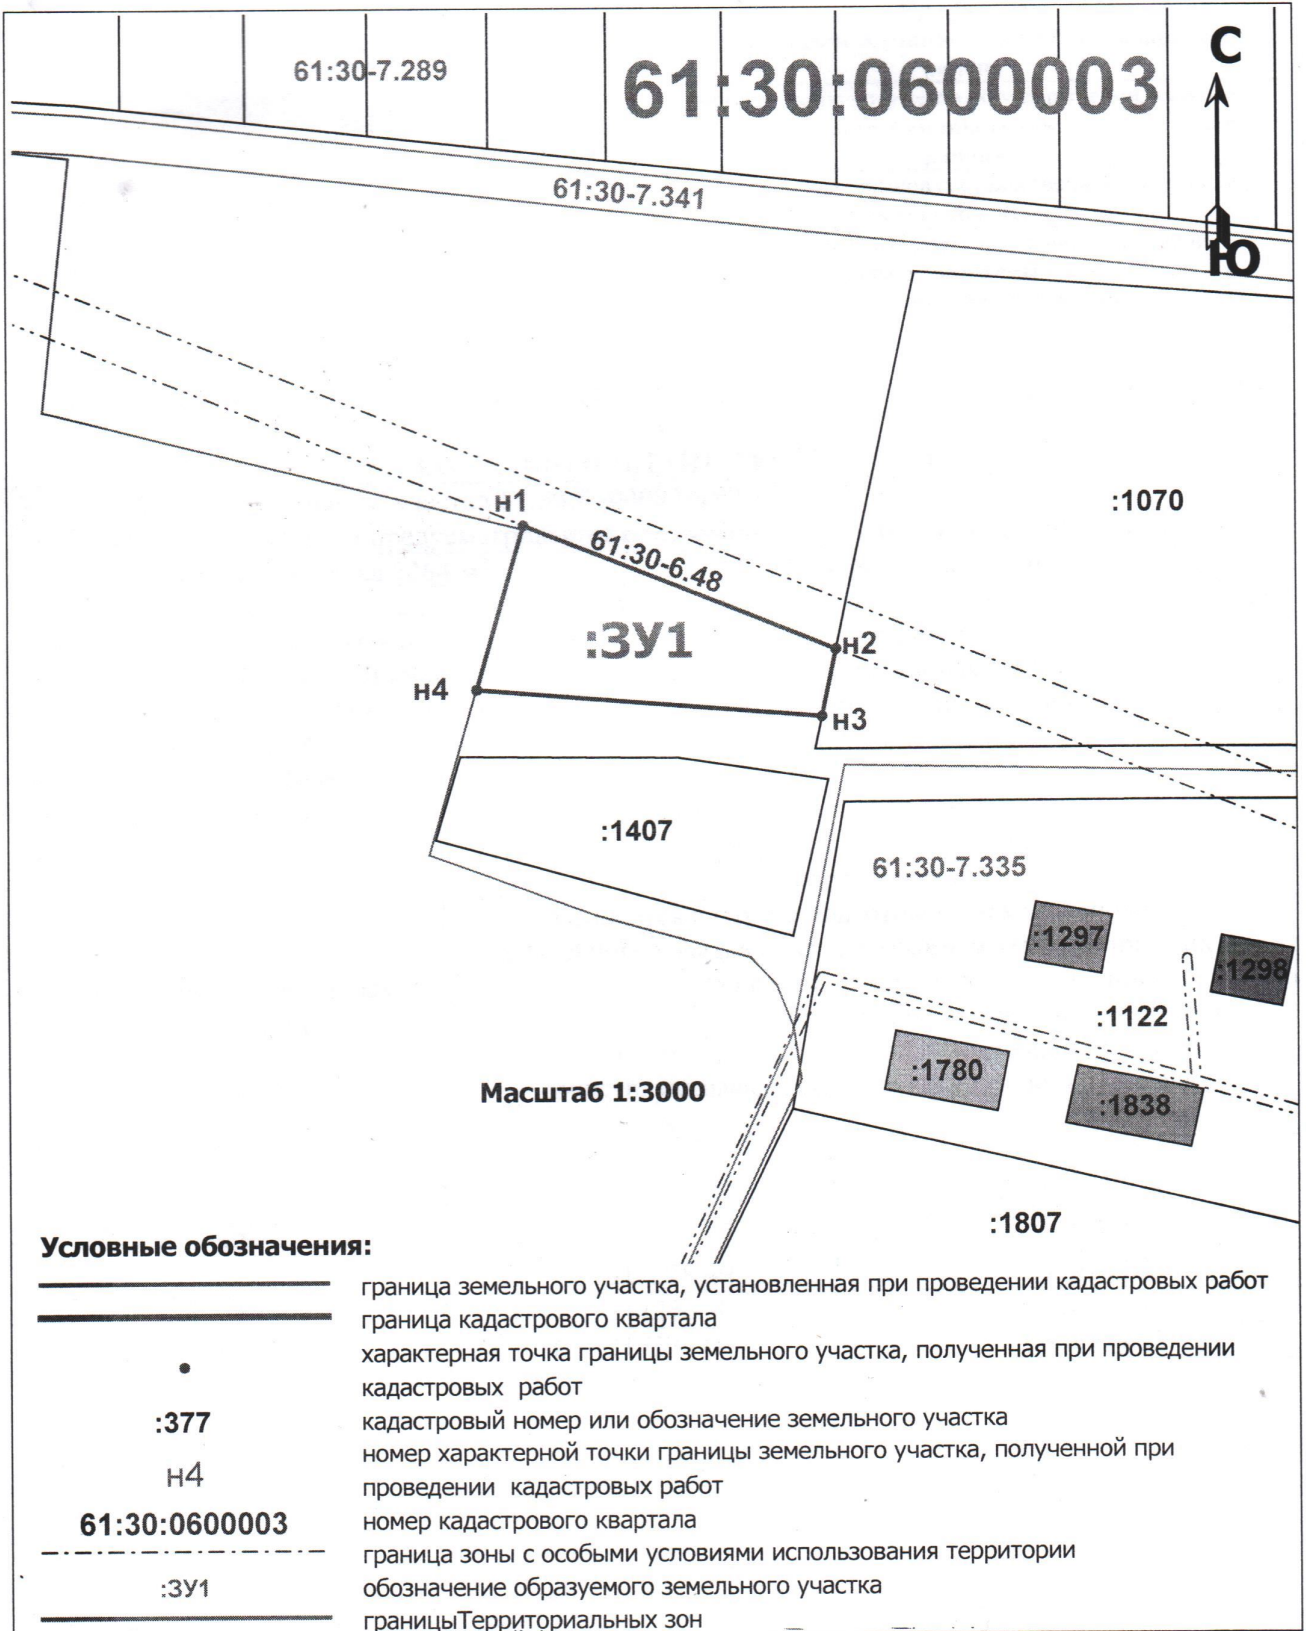 61:30-7.289
61:30:0600003
С
61:30-7.341
Ю
:1070
н1
61:30-6.48
:ЗУ1
н2
н4
н3
:1407
61:30-7.335
:1297
:1298
:1122
:1780
Масштаб 1:3000
:1838
:1807
Условные обозначения:
граница земельного участка, установленная при проведении кадастровых работ
граница кадастрового квартала
характерная точка границы земельного участка, полученная при проведении
кадастровых работ
:377 кадастровый номер или обозначение земельного участка
номер характерной точки границы земельного участка, полученной при
н4
проведении кадастровых работ
61:30:0600003 номер кадастрового квартала
граница зоны с особыми условиями использования территории
:ЗУ1 обозначение образуемого земельного участка
границыТерриториальных зон